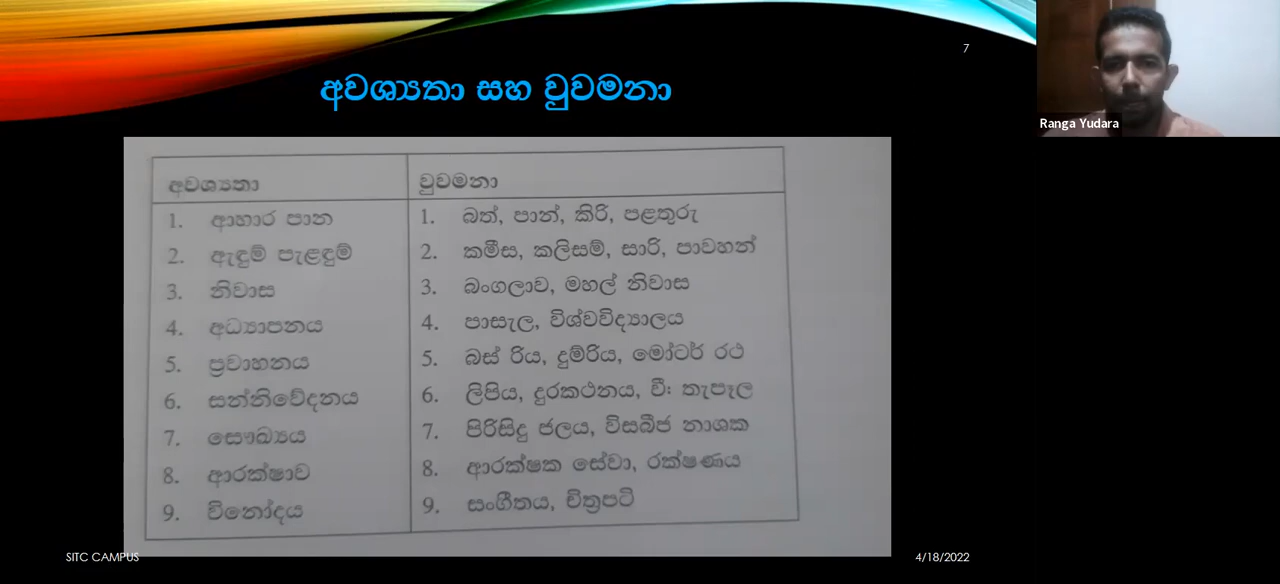 7
අවශ්‍යතා සහ වුවමනා
Ranga Yudara
අවශ්‍යතා වුවමනා
1. ආහාර පාන 1. බත්, පාන්, කිරි, පළතුරු
2. ඇඳුම් පැළඳුම් 2. කමීස, කලිසම්, සාරි, පාවහන්
3. නිවාස 3. බංගලාව, මහල් නිවාස
4. අධ්‍යාපනය 4. පාසැල, විශ්වවිද්‍යාලය
5. ප්‍රවාහනය 5. බස් රිය, දුම්රිය, මෝටර් රථ
6. සන්නිවේදනය 6. ලිපිය, දුරකථනය, වී: තැපෑල
7. සෞඛ්‍යය 7. පිරිසිදු ජලය, විසබීජ නාශක
8. ආරක්ෂාව 8. ආරක්ෂක සේවා, රක්ෂණය
9. විනෝදය 9. සංගීතය, චිත්‍රපටි
SITC CAMPUS 4/18/2022